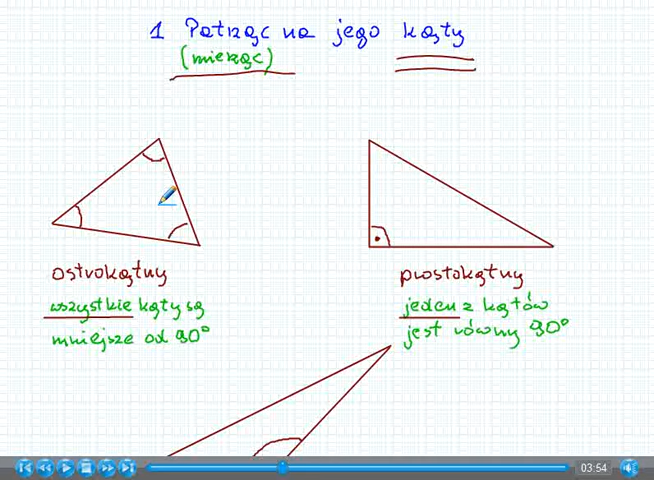 1 Patrząc na jego kąty
(mierząc)
ostrokątny
wszystkie kąty są
mniejsze od 90°
prostokątny
jeden z kątów
jest równy 90°
03:54